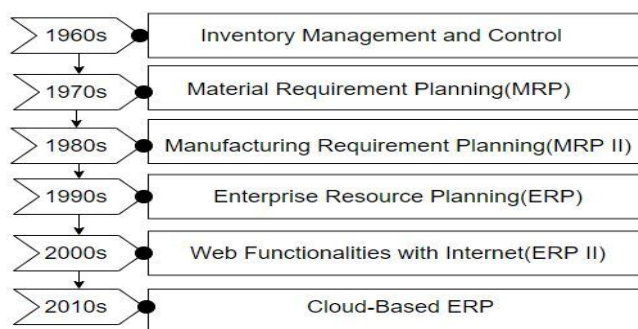 1960s Inventory Management and Control
1970s Material Requirement Planning(MRP)
1980s Manufacturing Requirement Planning(MRP II)
1990s Enterprise Resource Planning(ERP)
2000s Web Functionalities with Internet(ERP II)
2010s Cloud-Based ERP